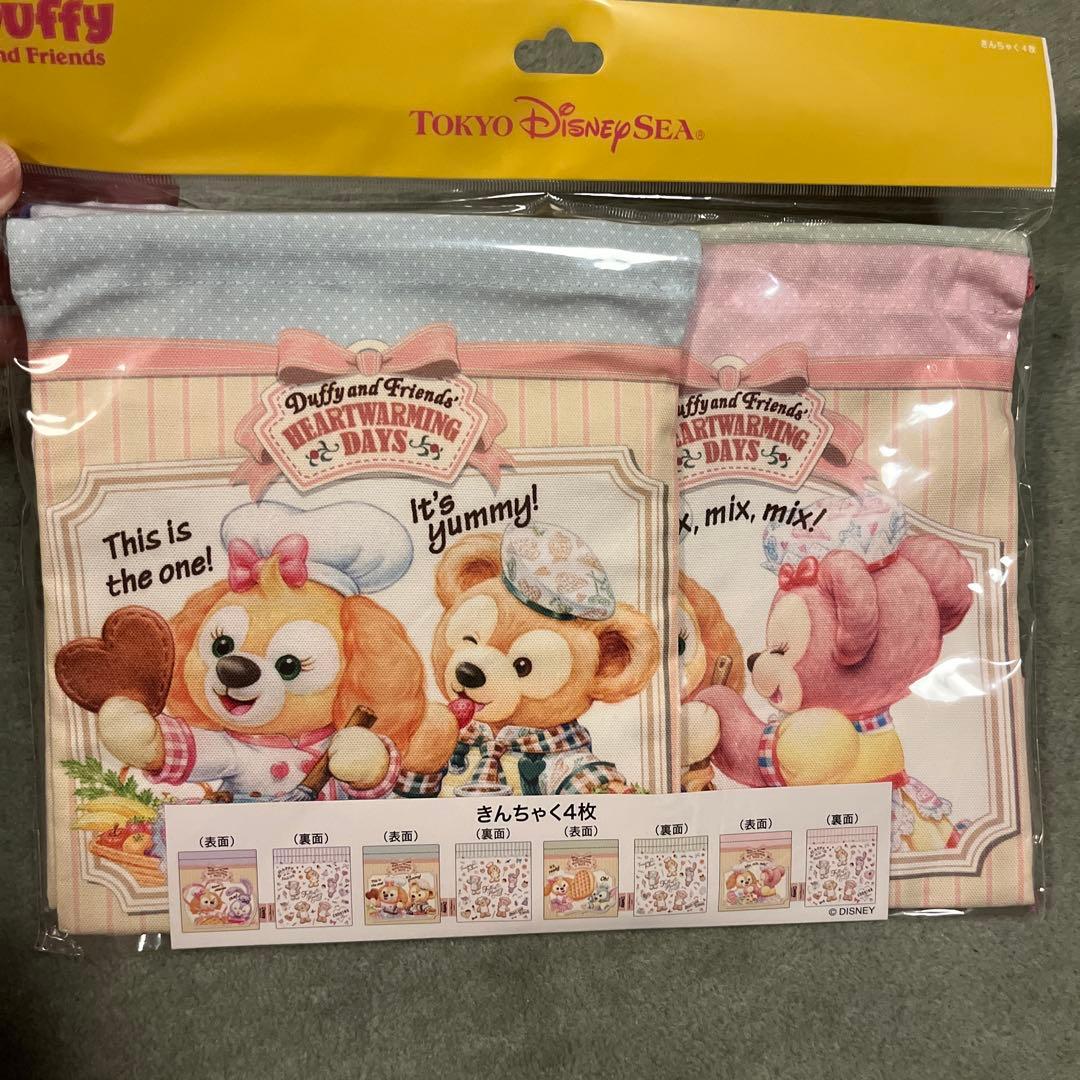 Duffy
nd Friends
きんちゃく4枚
TOKYO DISNEYSEA®
Duffy and Friends'
HEARTWARMING
DAYS
uffy and Friends'
EARTWARMING
DAYS
This is
the one!
It's
yummy!
x, mix, mix!
きんちゃく4枚
(表面) (裏面) (表面) (裏面) (表面) (裏面) (表面) (裏面)
© DISNEY